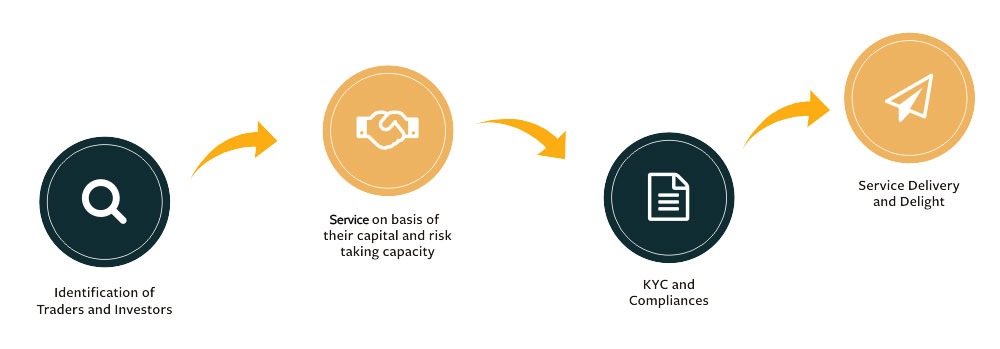 Identification of
Traders and Investors
Service on basis of
their capital and risk
taking capacity
KYC and
Compliances
Service Delivery
and Delight